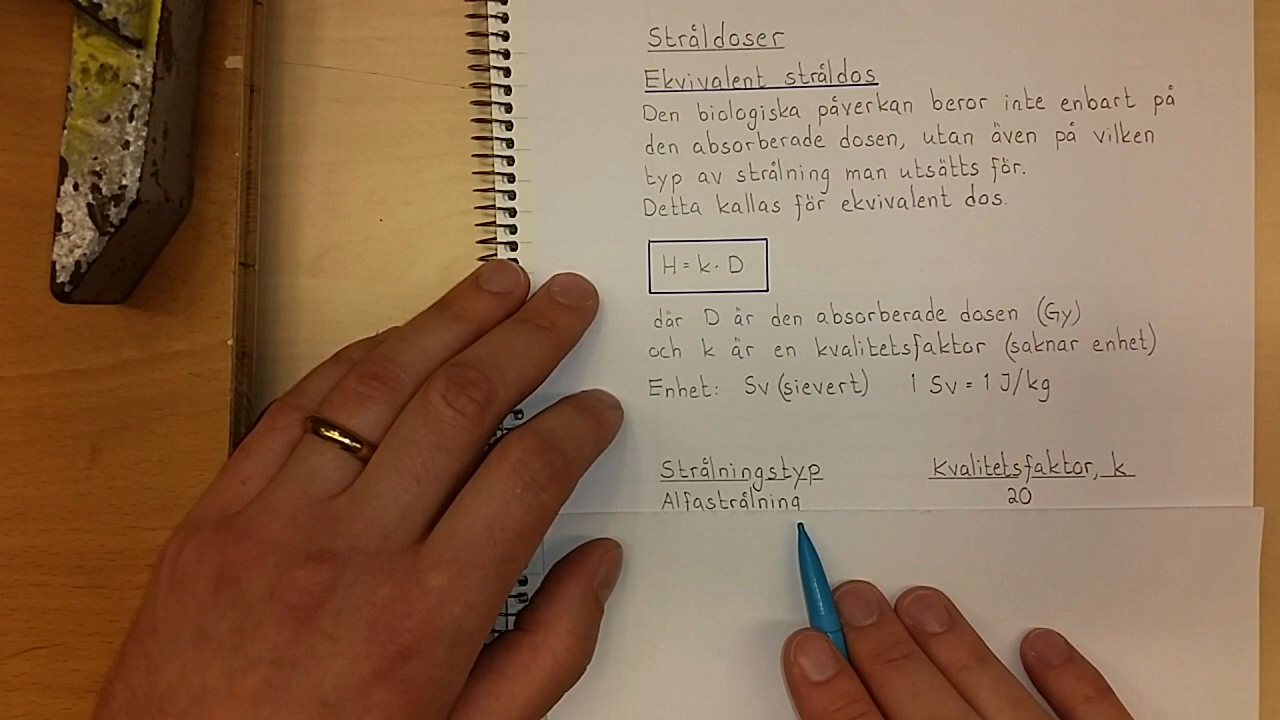 Stråldoser
Ekvivalent stråldos
Den biologiska påverkan beror inte enbart på
den absorberade dosen, utan även på vilken
typ av strålning man utsätts för.
Detta kallas för ekvivalent dos.
H = k · D
där D är den absorberade dosen (Gy)
och k är en kvalitetsfaktor (saknar enhet)
Enhet: Sv (sievert) 1 Sv = 1 J/kg
Strålningstyp Kvalitetsfaktor, k
Alfastrålning 20